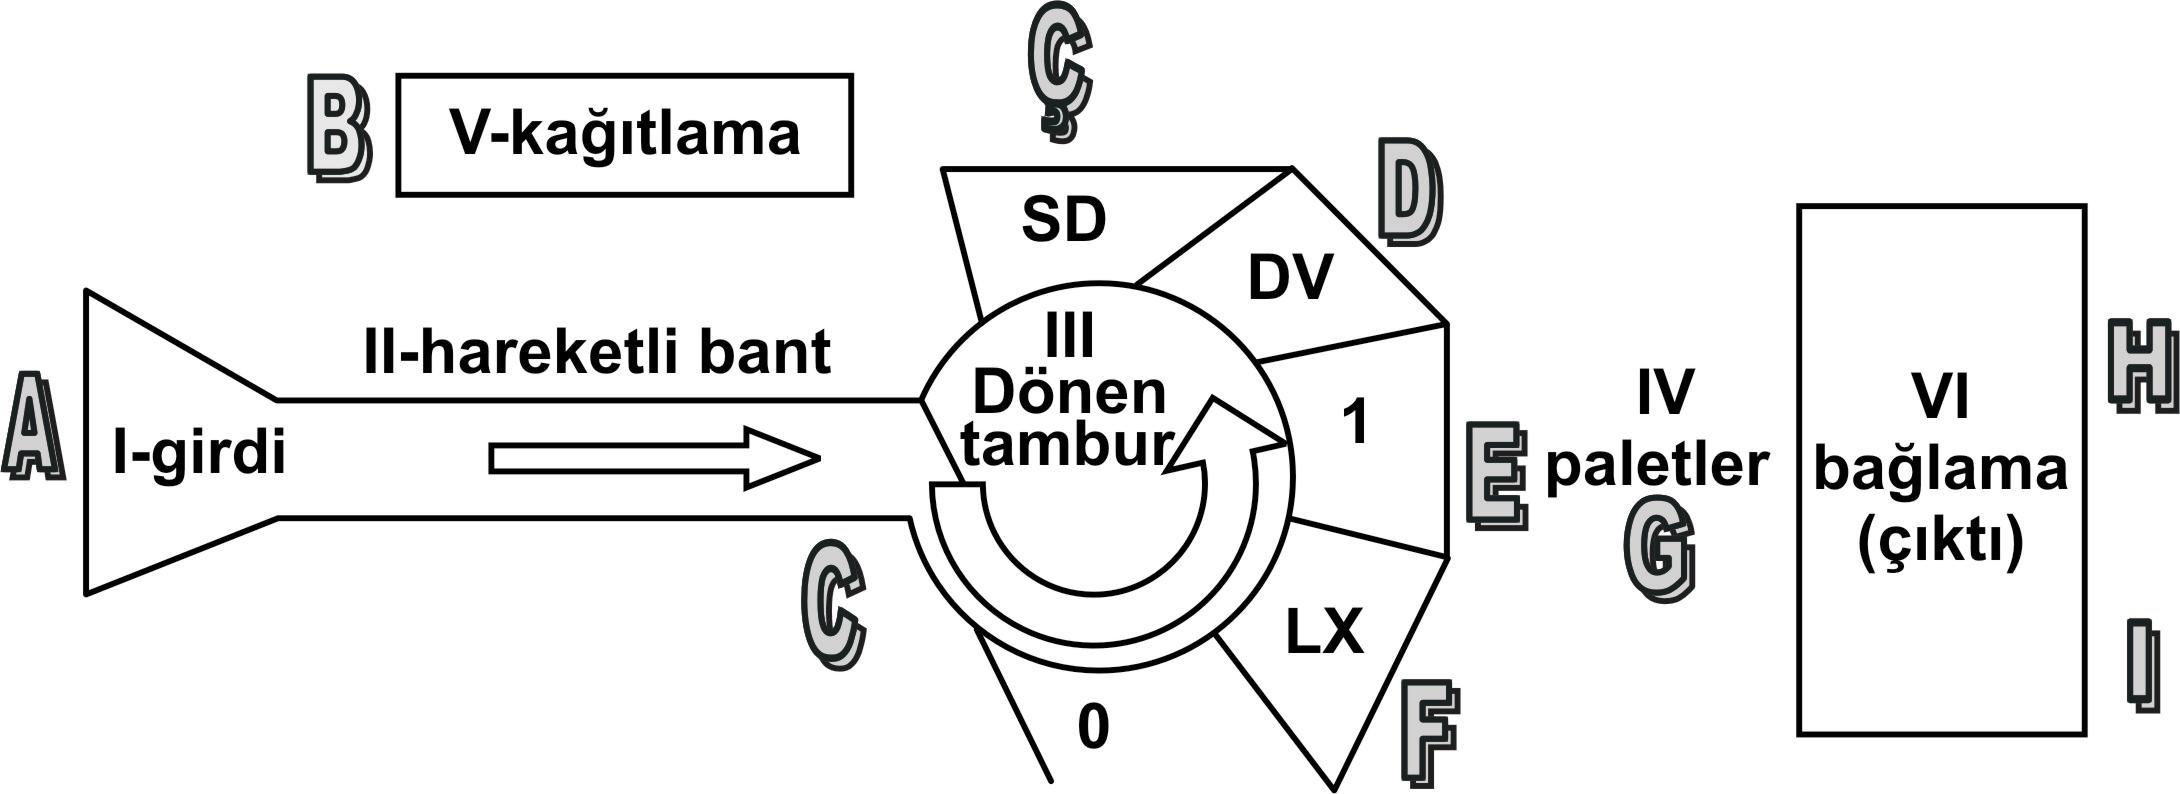 Ç
B
V-kağıtlama
D
SD
DV
A
I-girdi
II-hareketli bant
III
Dönen
tambur
1
E
IV
paletler
G
VI
bağlama
(çıktı)
H
C
LX
F
0
I